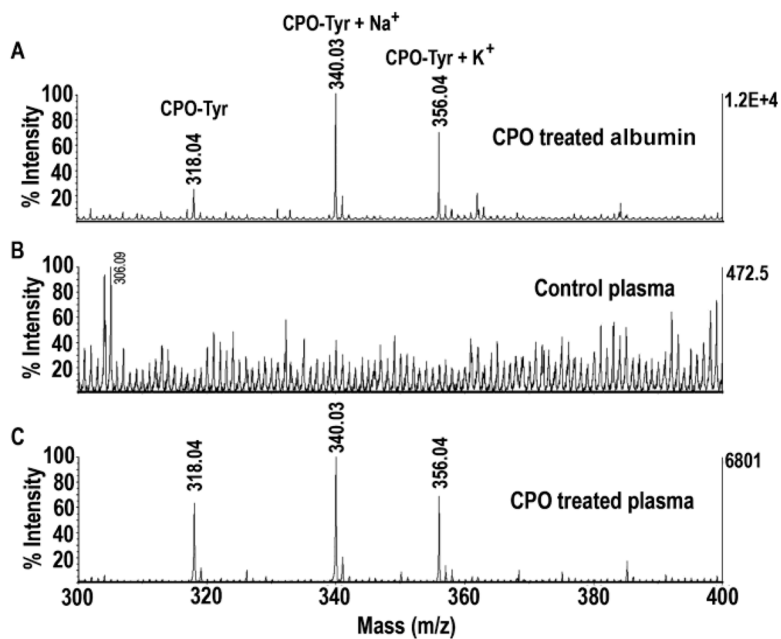 CPO-Tyr + Na+
A
CPO-Tyr
318.04
340.03
CPO-Tyr + K+
356.04
% Intensity
100
80
60
40
20
1.2E+4
CPO treated albumin
B
% Intensity
100
80
60
40
20
306.09
472.5
Control plasma
C
% Intensity
100
80
60
40
20
318.04
340.03
356.04
6801
CPO treated plasma
300 320 340 360 380 400
Mass (m/z)